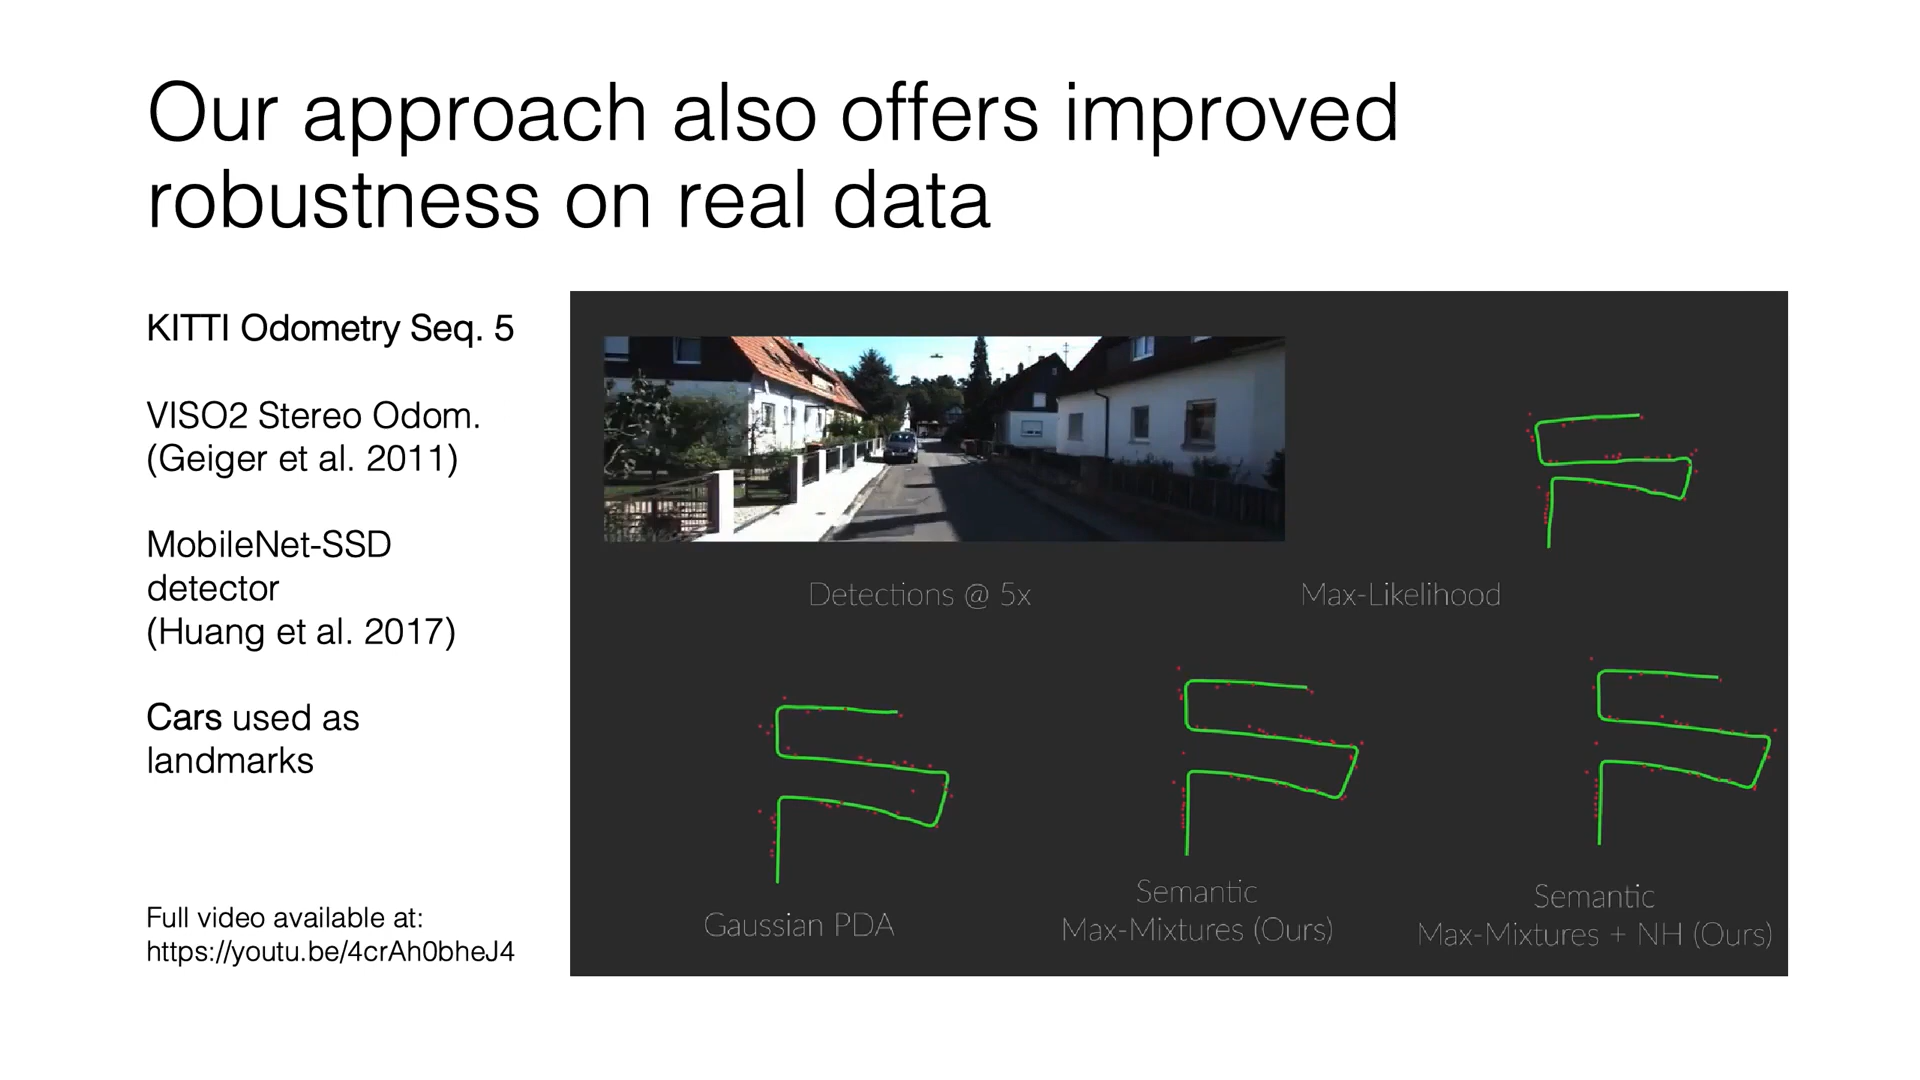 Our approach also offers improved
robustness on real data
KITTI Odometry Seq. 5
VISO2 Stereo Odom.
(Geiger et al. 2011)
MobileNet-SSD
detector
(Huang et al. 2017)
Cars used as
landmarks
Full video available at:
https://youtu.be/4crAh0bheJ4
Detections @ 5x
Max-Likelihood
Gaussian PDA
Semantic
Max-Mixtures (Ours)
Semantic
Max-Mixtures + NH (Ours)